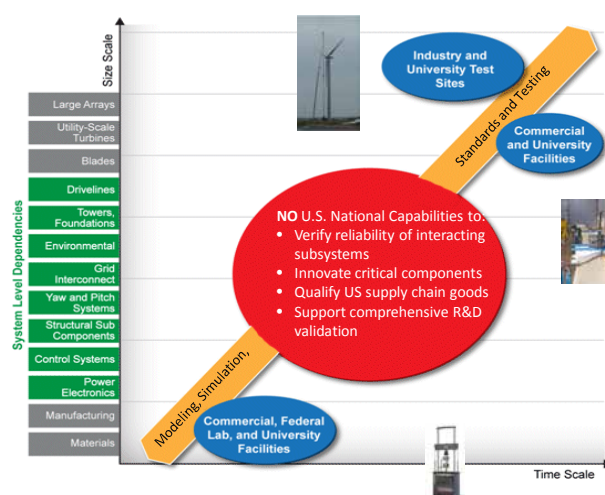 Size Scale
Large Arrays
Utility-Scale
Turbines
Blades
Drivelines
Towers,
Foundations
Environmental
Grid
Interconnect
Yaw and Pitch
Systems
Structural Sub
Components
Control Systems
Power
Electronics
Manufacturing
Materials
System Level Dependencies
Industry and
University Test
Sites
Standards and Testing
Commercial
and University
Facilities
NO U.S. National Capabilities to:
• Verify reliability of interacting
subsystems
• Innovate critical components
• Qualify US supply chain goods
• Support comprehensive R&D
validation
Modeling, Simulation,
Commercial, Federal
Lab, and University
Facilities
Time Scale